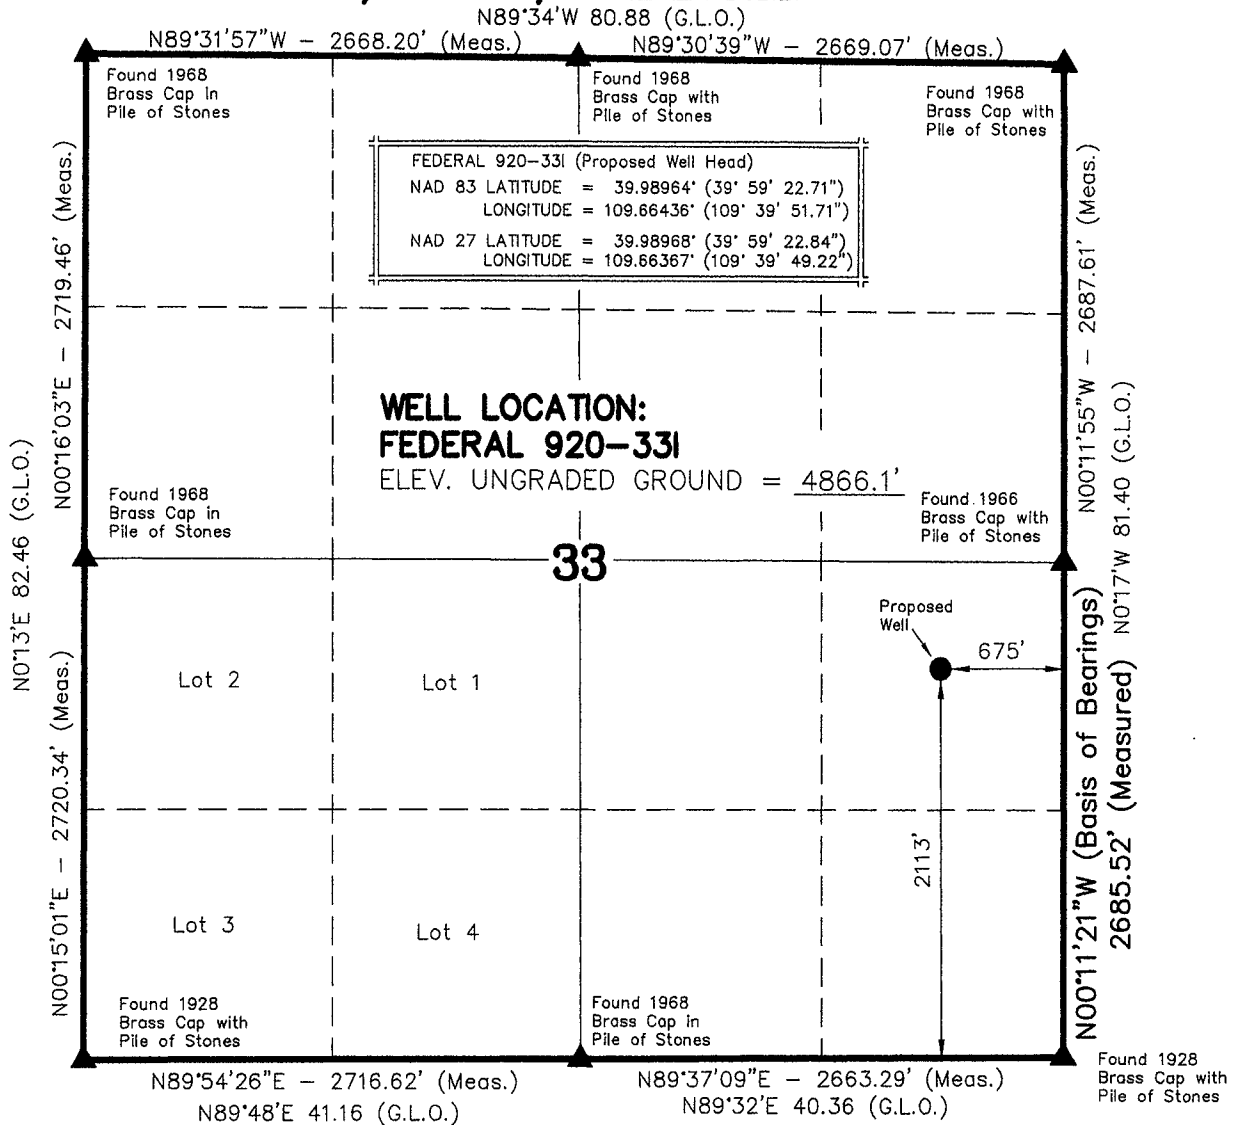 N89°34'W 80.88 (G.L.O.)
N89°31'57"W - 2668.20' (Meas.)
N89°30'39"W - 2669.07' (Meas.)
Found 1968
Brass Cap in
Pile of Stones
Found 1968
Brass Cap with
Pile of Stones
Found 1968
Brass Cap with
Pile of Stones
FEDERAL 920-33I (Proposed Well Head)
NAD 83 LATITUDE = 39.98964° (39° 59' 22.71")
LONGITUDE = 109.66436° (109° 39' 51.71")
NAD 27 LATITUDE = 39.98968° (39° 59' 22.84")
LONGITUDE = 109.66367° (109° 39' 49.22")
N00°16'03"E - 2719.46' (Meas.)
N00°11'55"W - 2687.61' (Meas.)
WELL LOCATION:
FEDERAL 920-33I
ELEV. UNGRADED GROUND = 4866.1'
N0°13'E 82.46 (G.L.O.)
N0°17'W 81.40 (G.L.O.)
Found 1968
Brass Cap in
Pile of Stones
Found 1966
Brass Cap with
Pile of Stones
33
Proposed
Well
675'
Lot 2
Lot 1
2113'
N00°15'01"E - 2720.34' (Meas.)
N00°11'21"W (Basis of Bearings)
2685.52' (Measured)
Lot 3
Lot 4
Found 1928
Brass Cap with
Pile of Stones
Found 1968
Brass Cap in
Pile of Stones
Found 1928
Brass Cap with
Pile of Stones
N89°54'26"E - 2716.62' (Meas.)
N89°37'09"E - 2663.29' (Meas.)
N89°48'E 41.16 (G.L.O.)
N89°32'E 40.36 (G.L.O.)